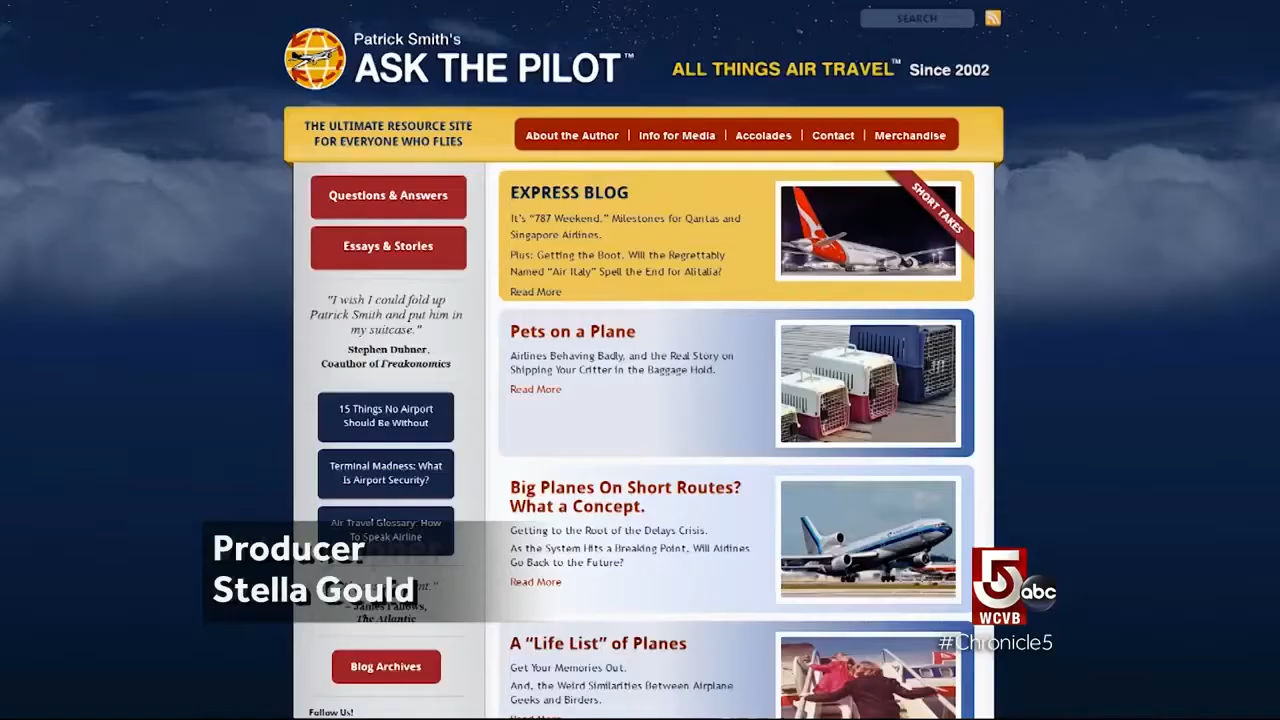 SEARCH
Patrick Smith's
ASK THE PILOT™
ALL THINGS AIR TRAVEL™ Since 2002
THE ULTIMATE RESOURCE SITE
FOR EVERYONE WHO FLIES
About the Author | Info for Media | Accolades | Contact | Merchandise
Questions & Answers
Essays & Stories
"I wish I could fold up
Patrick Smith and put him in
my suitcase."
Stephen Dubner,
Coauthor of Freakonomics
15 Things No Airport
Should Be Without
Terminal Madness: What
Is Airport Security?
Air Travel Glossary: How
To Speak Airline
– James Fallows,
The Atlantic
Blog Archives
Follow Us!
EXPRESS BLOG
It's "787 Weekend." Milestones for Qantas and
Singapore Airlines.
Plus: Getting the Boot. Will the Regrettably
Named "Air Italy" Spell the End for Alitalia?
Read More
SHORT TAKES
Pets on a Plane
Airlines Behaving Badly, and the Real Story on
Shipping Your Critter in the Baggage Hold.
Read More
Big Planes On Short Routes?
What a Concept.
Getting to the Root of the Delays Crisis.
As the System Hits a Breaking Point, Will Airlines
Go Back to the Future?
Read More
A "Life List" of Planes
Get Your Memories Out.
And, the Weird Similarities Between Airplane
Geeks and Birders.
Read More
Producer
Stella Gould
5
abc
WCVB
#Chronicle5